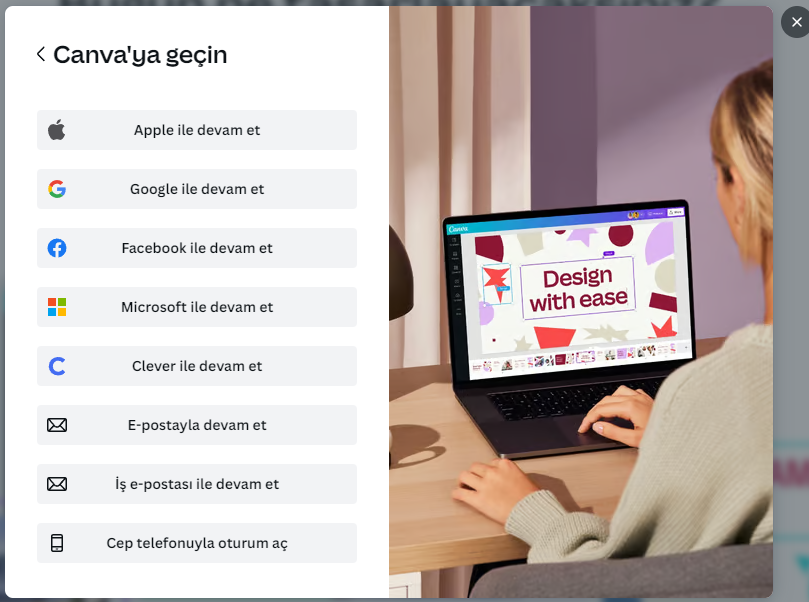 Canva'ya geçin
Apple ile devam et
Google ile devam et
Facebook ile devam et
Microsoft ile devam et
Clever ile devam et
E-postayla devam et
İş e-postası ile devam et
Cep telefonuyla oturum aç
Canva
Design
with ease